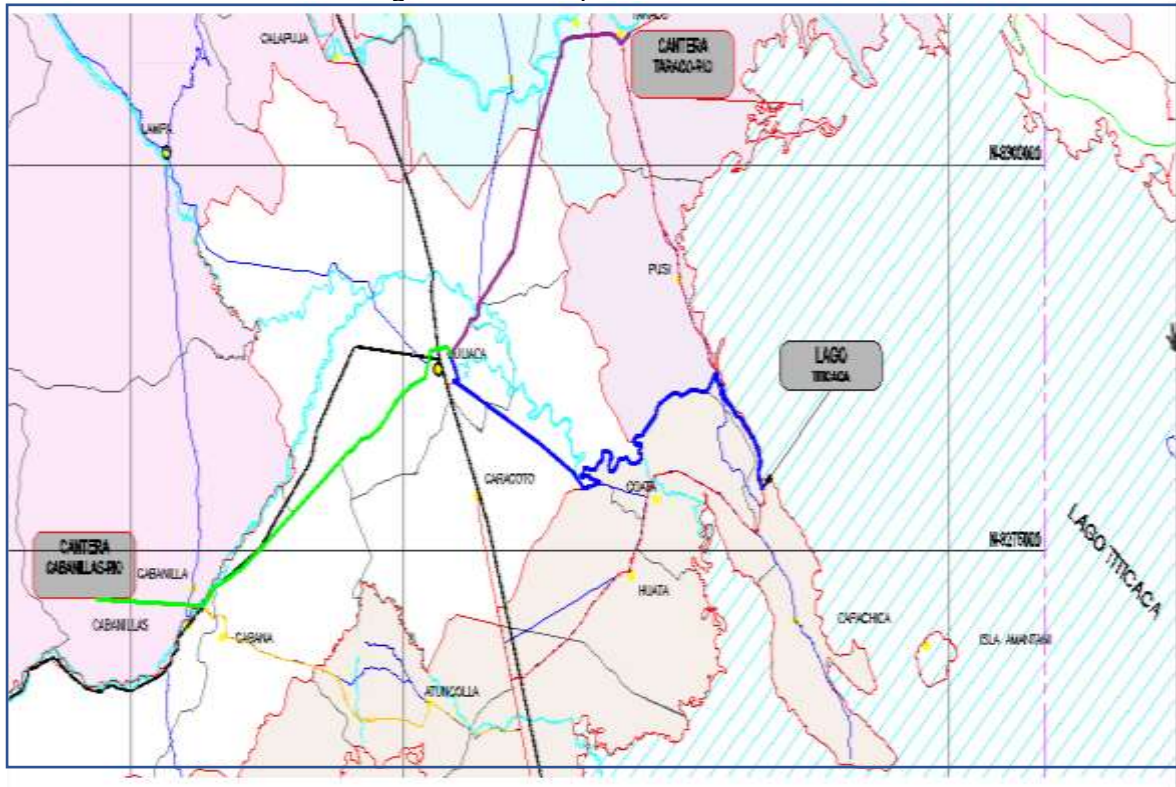 CALAPUJA
CANTERA
TARACO-RIO
LAMPA
PUSI
LAGO
TITICACA
CARACOTO
COATA
CANTERA
CABANILLAS-RIO
CABANILLA
HUATA
LAGO TITICACA
CABANILLAS
CAPACHICA
CABANA
ISLA AMANTANI
ATUNCOLLA